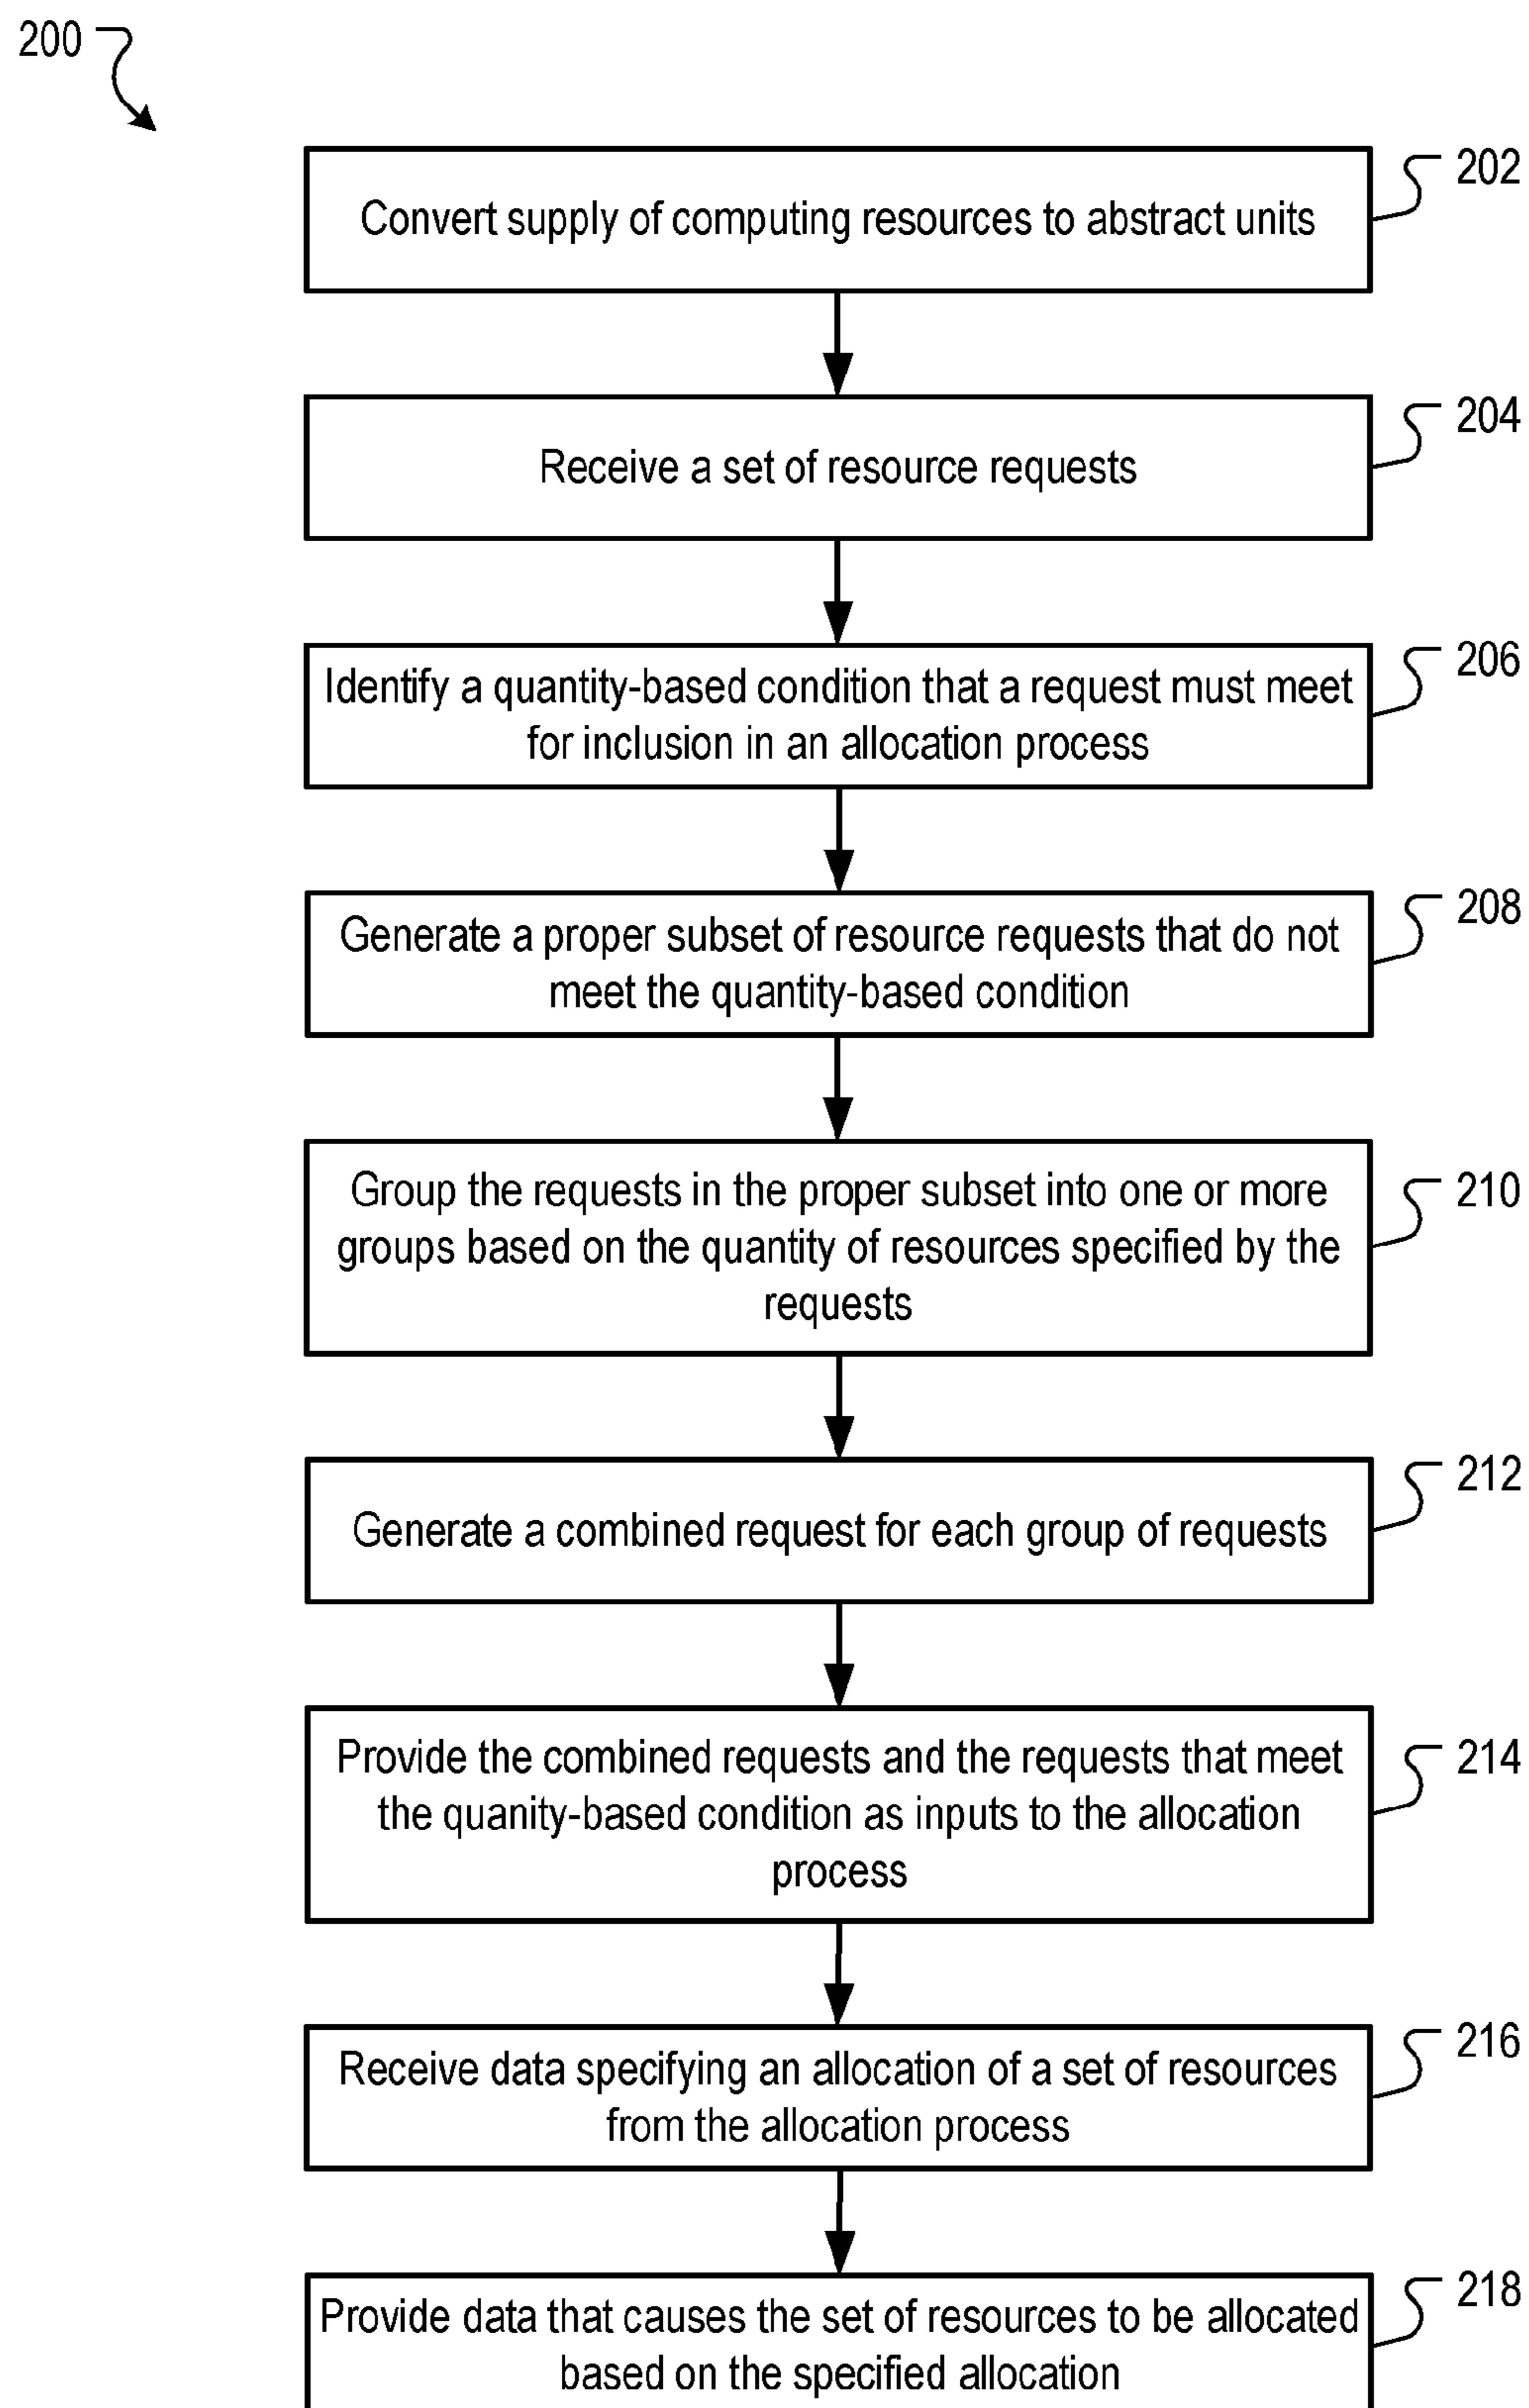 200
202
Convert supply of computing resources to abstract units
204
Receive a set of resource requests
206
Identify a quantity-based condition that a request must meet
for inclusion in an allocation process
208
Generate a proper subset of resource requests that do not
meet the quantity-based condition
210
Group the requests in the proper subset into one or more
groups based on the quantity of resources specified by the
requests
212
Generate a combined request for each group of requests
214
Provide the combined requests and the requests that meet
the quanity-based condition as inputs to the allocation
process
216
Receive data specifying an allocation of a set of resources
from the allocation process
218
Provide data that causes the set of resources to be allocated
based on the specified allocation